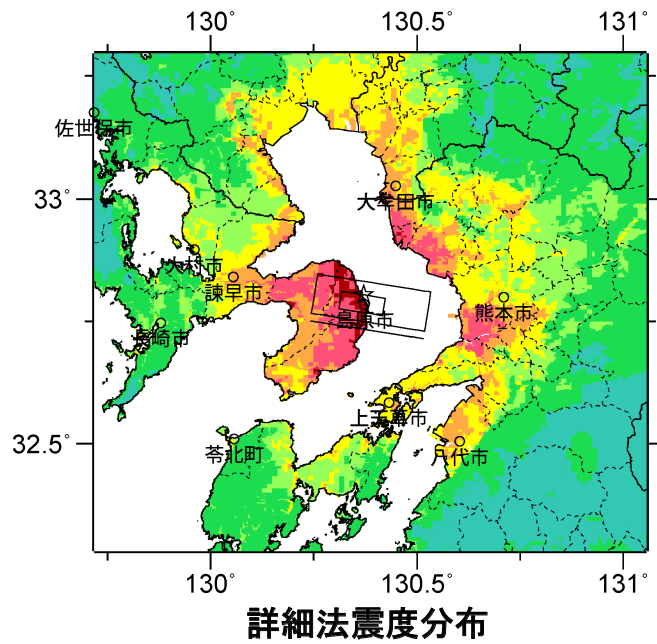 130°
130.5°
131°
佐世保市
33°
大牟田市
大村市
諫早市
熊本市
島原市
長崎市
上天草市
32.5°
苓北町
八代市
130°
130.5°
131°
詳細法震度分布